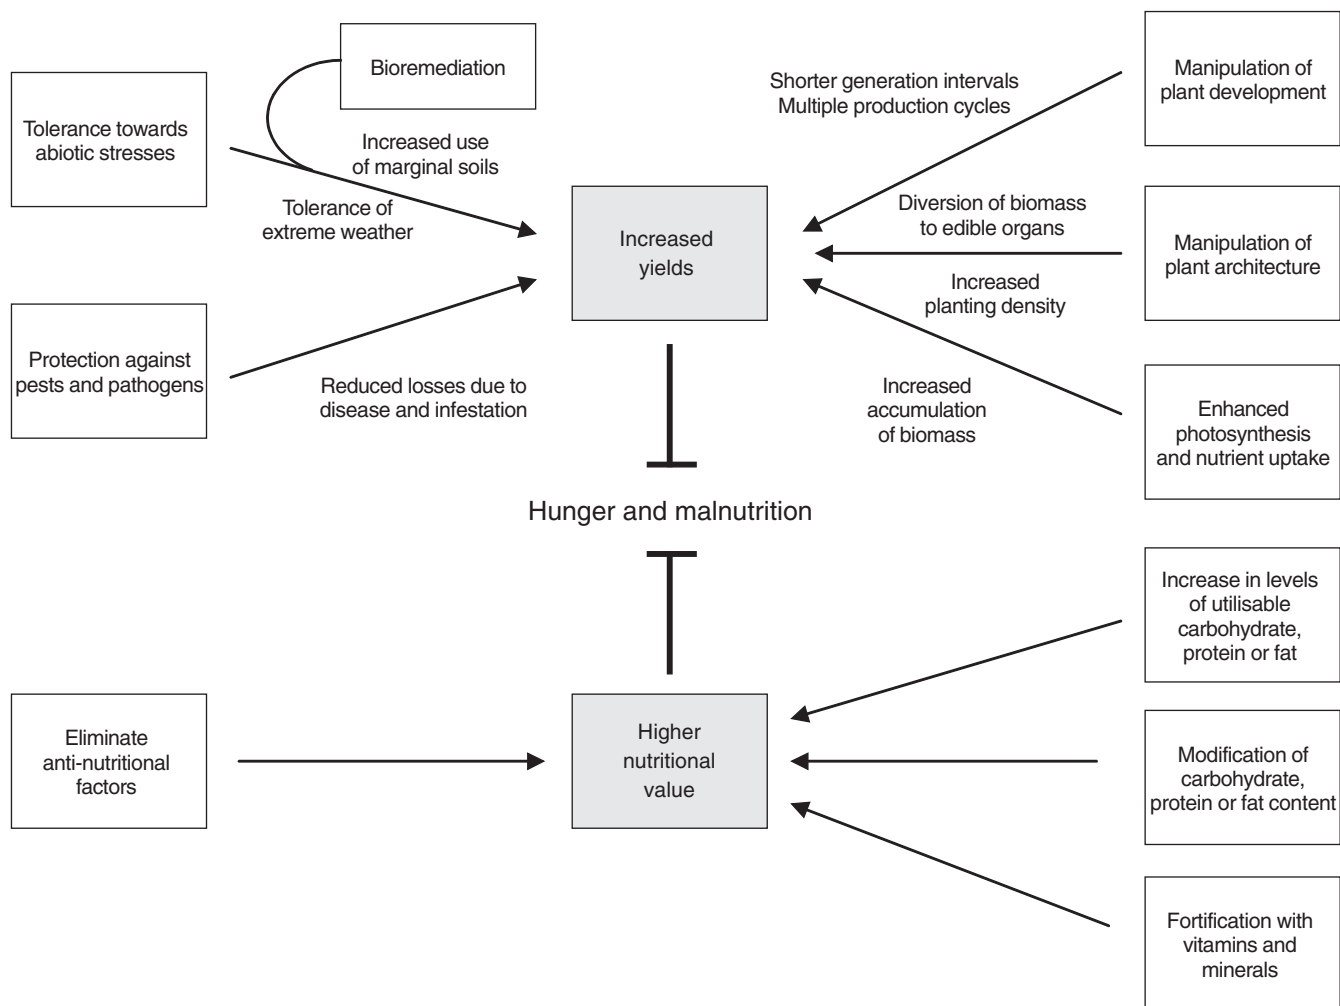 Bioremediation
Tolerance towards
abiotic stresses
Increased use
of marginal soils
Tolerance of
extreme weather
Protection against
pests and pathogens
Reduced losses due to
disease and infestation
Increased
yields
Shorter generation intervals
Multiple production cycles
Manipulation of
plant development
Diversion of biomass
to edible organs
Manipulation of
plant architecture
Increased
planting density
Increased
accumulation
of biomass
Enhanced
photosynthesis
and nutrient uptake
Hunger and malnutrition
Eliminate
anti-nutritional
factors
Higher
nutritional
value
Increase in levels
of utilisable
carbohydrate,
protein or fat
Modification of
carbohydrate,
protein or fat content
Fortification with
vitamins and
minerals